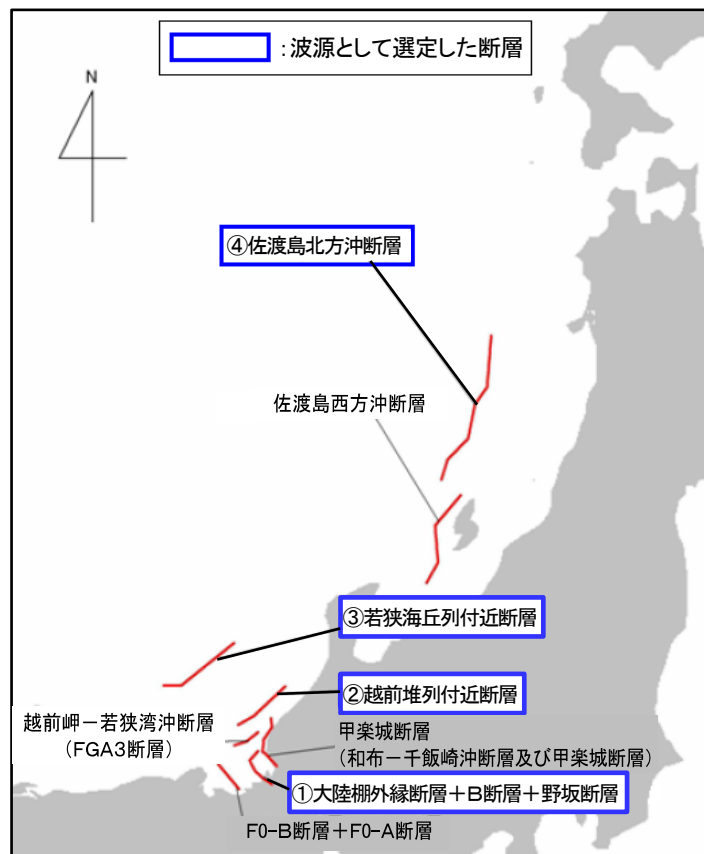 ：波源として選定した断層
N
④佐渡島北方沖断層
佐渡島西方沖断層
③若狭海丘列付近断層
②越前堆列付近断層
越前岬－若狭湾沖断層
（FGA3断層）
甲楽城断層
（和布－千飯崎沖断層及び甲楽城断層）
①大陸棚外縁断層＋B断層＋野坂断層
F0-B断層＋F0-A断層